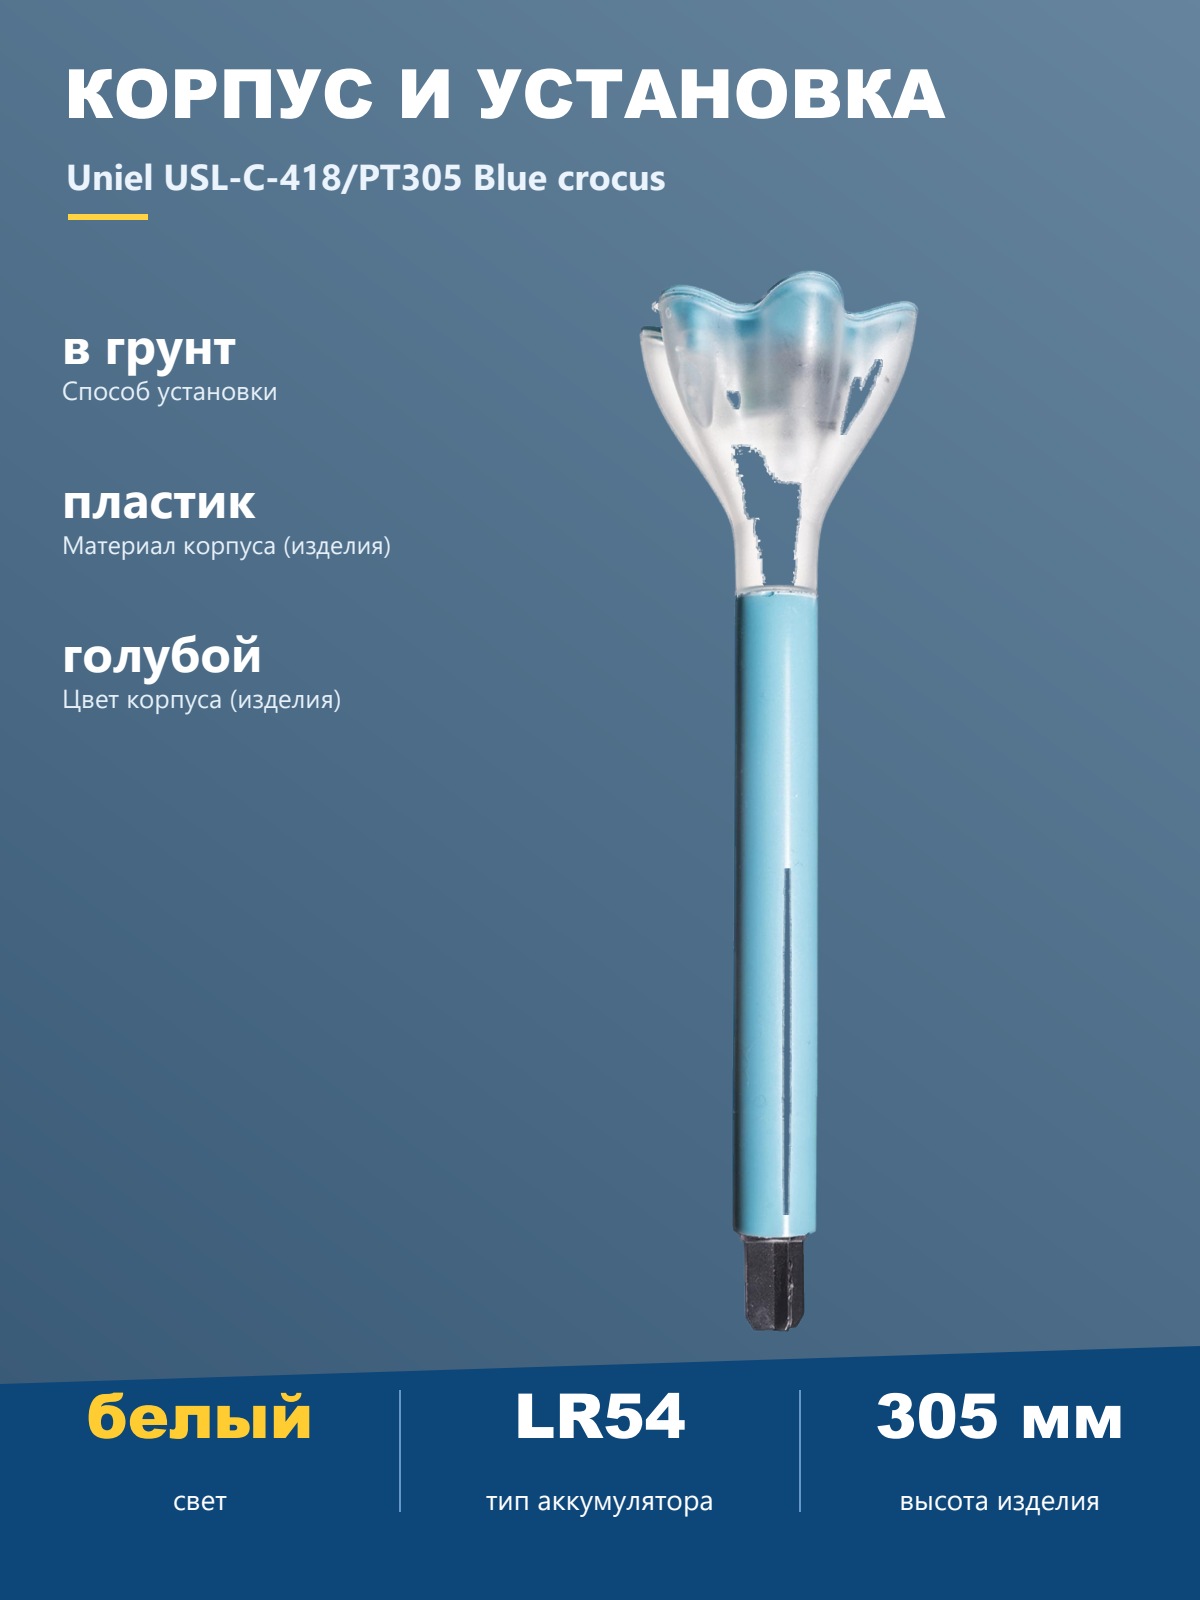 КОРПУС И УСТАНОВКА
Uniel USL-C-418/PT305 Blue crocus
в грунт
Способ установки
пластик
Материал корпуса (изделия)
голубой
Цвет корпуса (изделия)
белый
свет
LR54
тип аккумулятора
305 мм
высота изделия